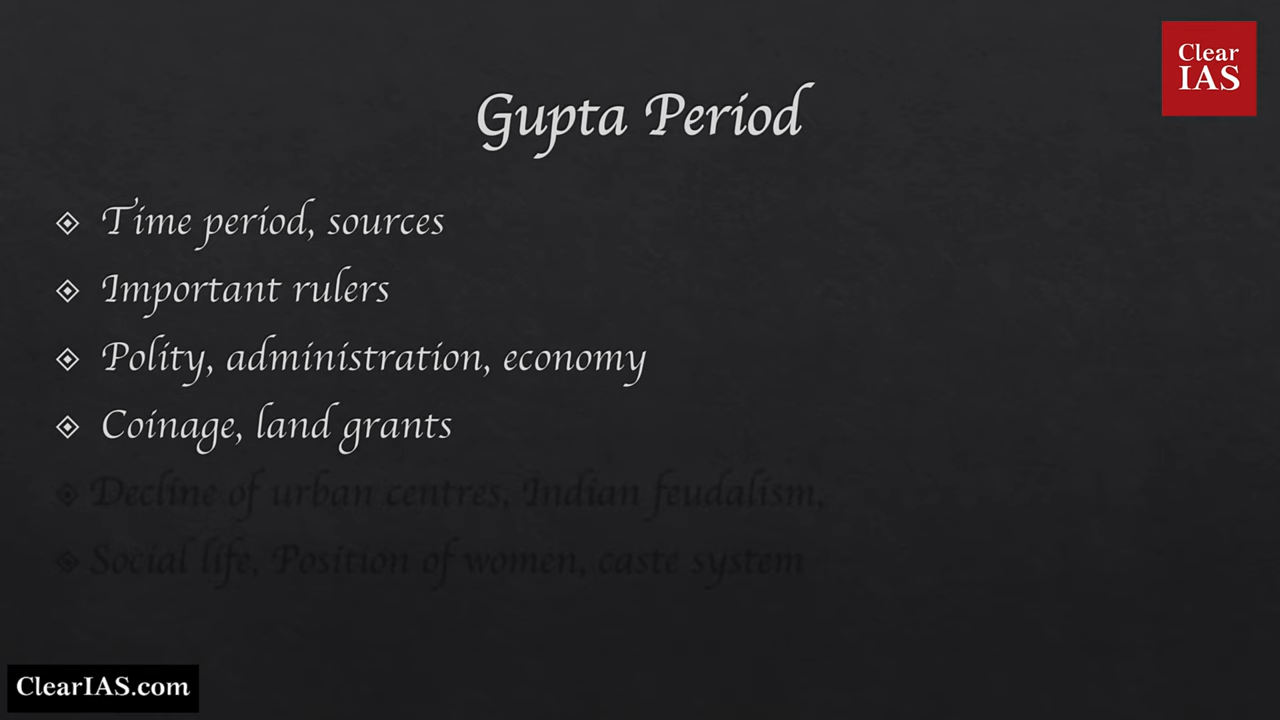 Clear
IAS
Gupta Period
Time period, sources
Important rulers
Polity, administration, economy
Coinage, land grants
Decline of urban centres, Indian feudalism,
Social life, Position of women, caste system
ClearIAS.com